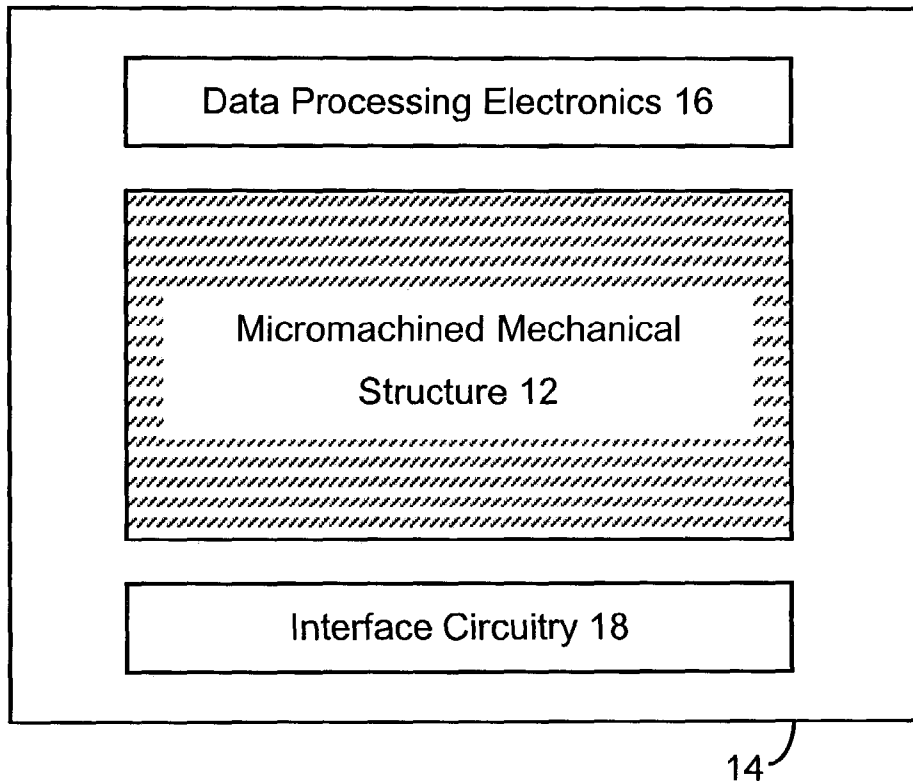 Data Processing Electronics 16
Micromachined Mechanical
Structure 12
Interface Circuitry 18
14